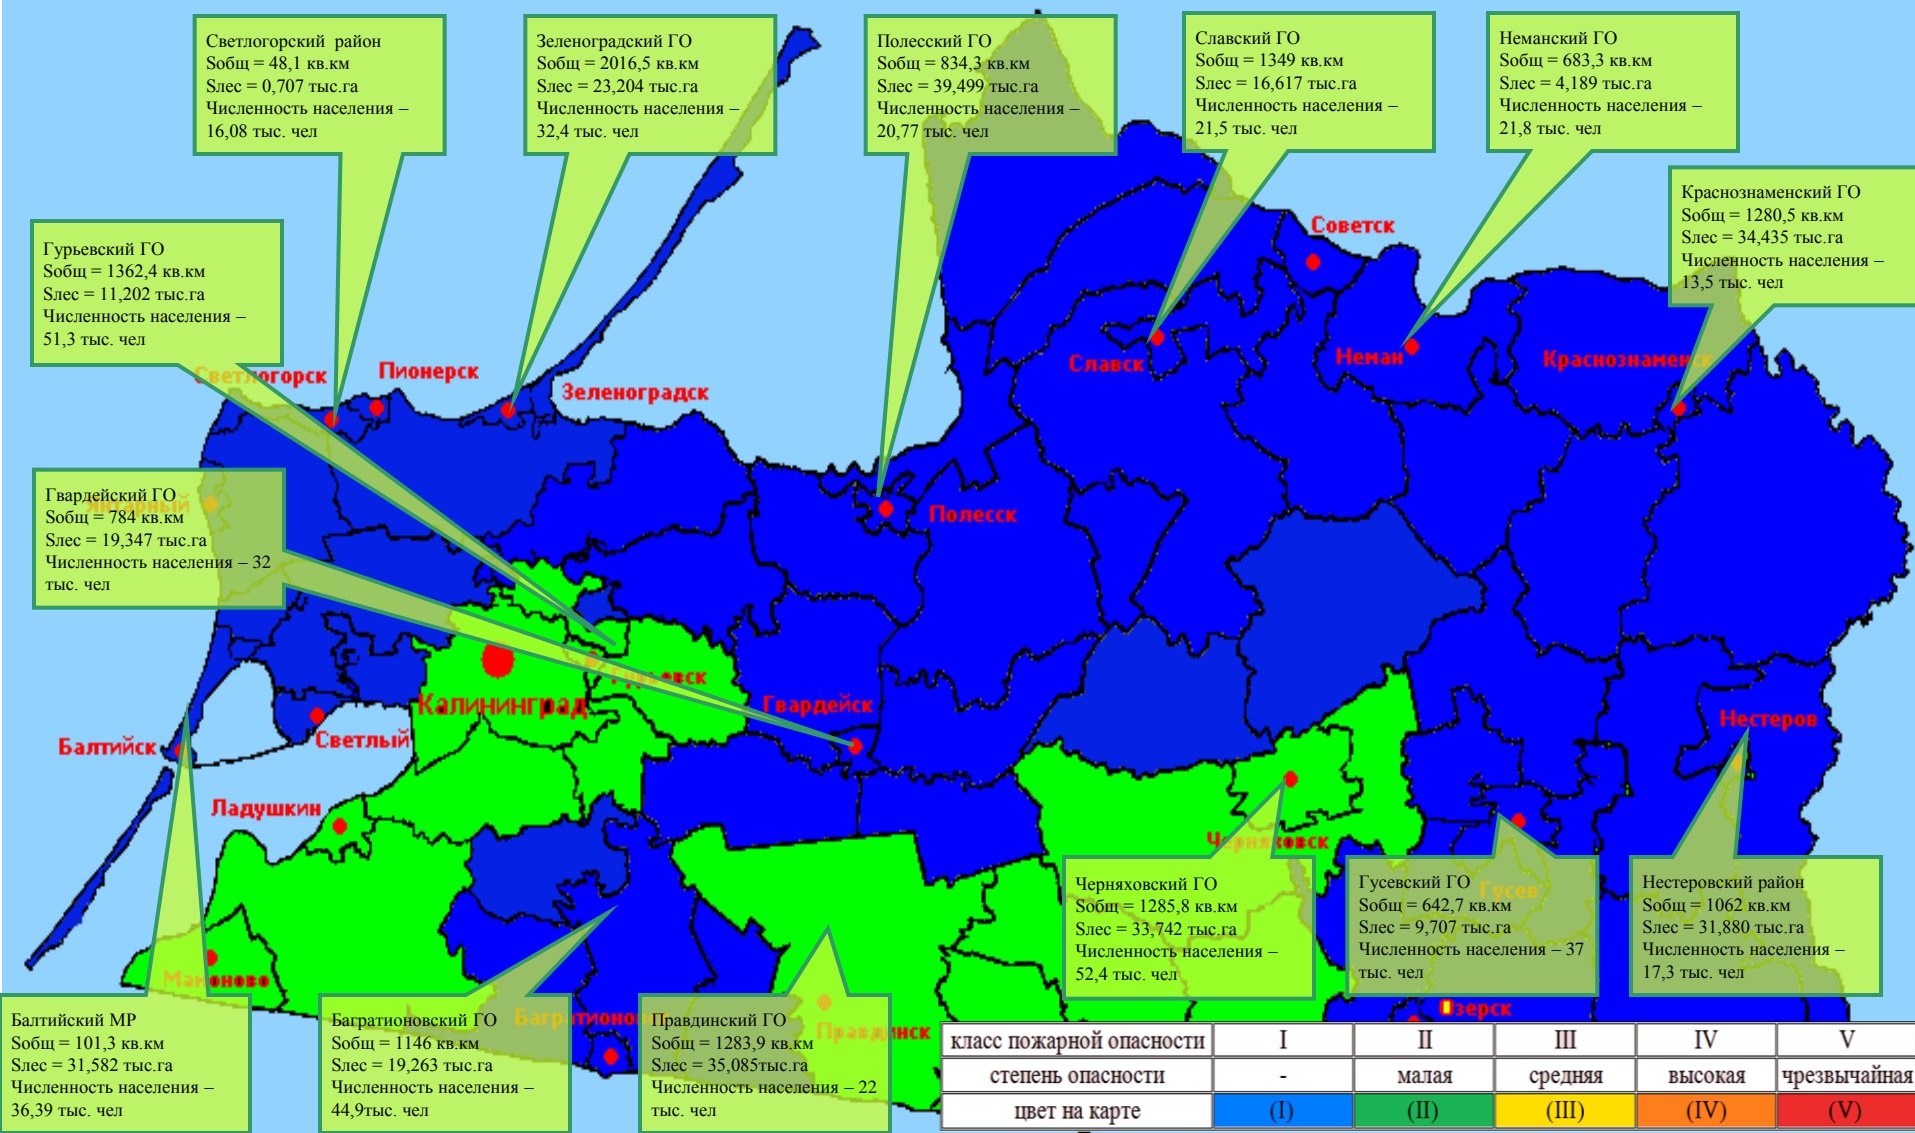 Светлогорский район
Sобщ = 48,1 кв.км
Sлес = 0,707 тыс.га
Численность населения –
16,08 тыс. чел
Зеленоградский ГО
Sобщ = 2016,5 кв.км
Sлес = 23,204 тыс.га
Численность населения –
32,4 тыс. чел
Полесский ГО
Sобщ = 834,3 кв.км
Sлес = 39,499 тыс.га
Численность населения –
20,77 тыс. чел
Славский ГО
Sобщ = 1349 кв.км
Sлес = 16,617 тыс.га
Численность населения –
21,5 тыс. чел
Неманский ГО
Sобщ = 683,3 кв.км
Sлес = 4,189 тыс.га
Численность населения –
21,8 тыс. чел
Краснознаменский ГО
Sобщ = 1280,5 кв.км
Sлес = 34,435 тыс.га
Численность населения –
13,5 тыс. чел
Гурьевский ГО
Sобщ = 1362,4 кв.км
Sлес = 11,202 тыс.га
Численность населения –
51,3 тыс. чел
Советск
Славск
Неман
Краснознаменск
Светлогорск
Пионерск
Зеленоградск
Гвардейский ГО
Sобщ = 784 кв.км
Sлес = 19,347 тыс.га
Численность населения – 32
тыс. чел
Янтарный
Полесск
Гурьевск
Калининград
Гвардейск
Нестеров
Балтийск
Светлый
Ладушкин
Черняховск
Черняховский ГО
Sобщ = 1285,8 кв.км
Sлес = 33,742 тыс.га
Численность населения –
52,4 тыс. чел
Гусевский ГО
Sобщ = 642,7 кв.км
Sлес = 9,707 тыс.га
Численность населения – 37
тыс. чел
Гусев
Нестеровский район
Sобщ = 1062 кв.км
Sлес = 31,880 тыс.га
Численность населения –
17,3 тыс. чел
Мамоново
Озерск
Багратионовск
Правдинск
Балтийский МР
Sобщ = 101,3 кв.км
Sлес = 31,582 тыс.га
Численность населения –
36,39 тыс. чел
Багратионовский ГО
Sобщ = 1146 кв.км
Sлес = 19,263 тыс.га
Численность населения –
44,9тыс. чел
Правдинский ГО
Sобщ = 1283,9 кв.км
Sлес = 35,085тыс.га
Численность населения – 22
тыс. чел
класс пожарной опасности I II III IV V
степень опасности - малая средняя высокая чрезвычайная
цвет на карте (I) (II) (III) (IV) (V)